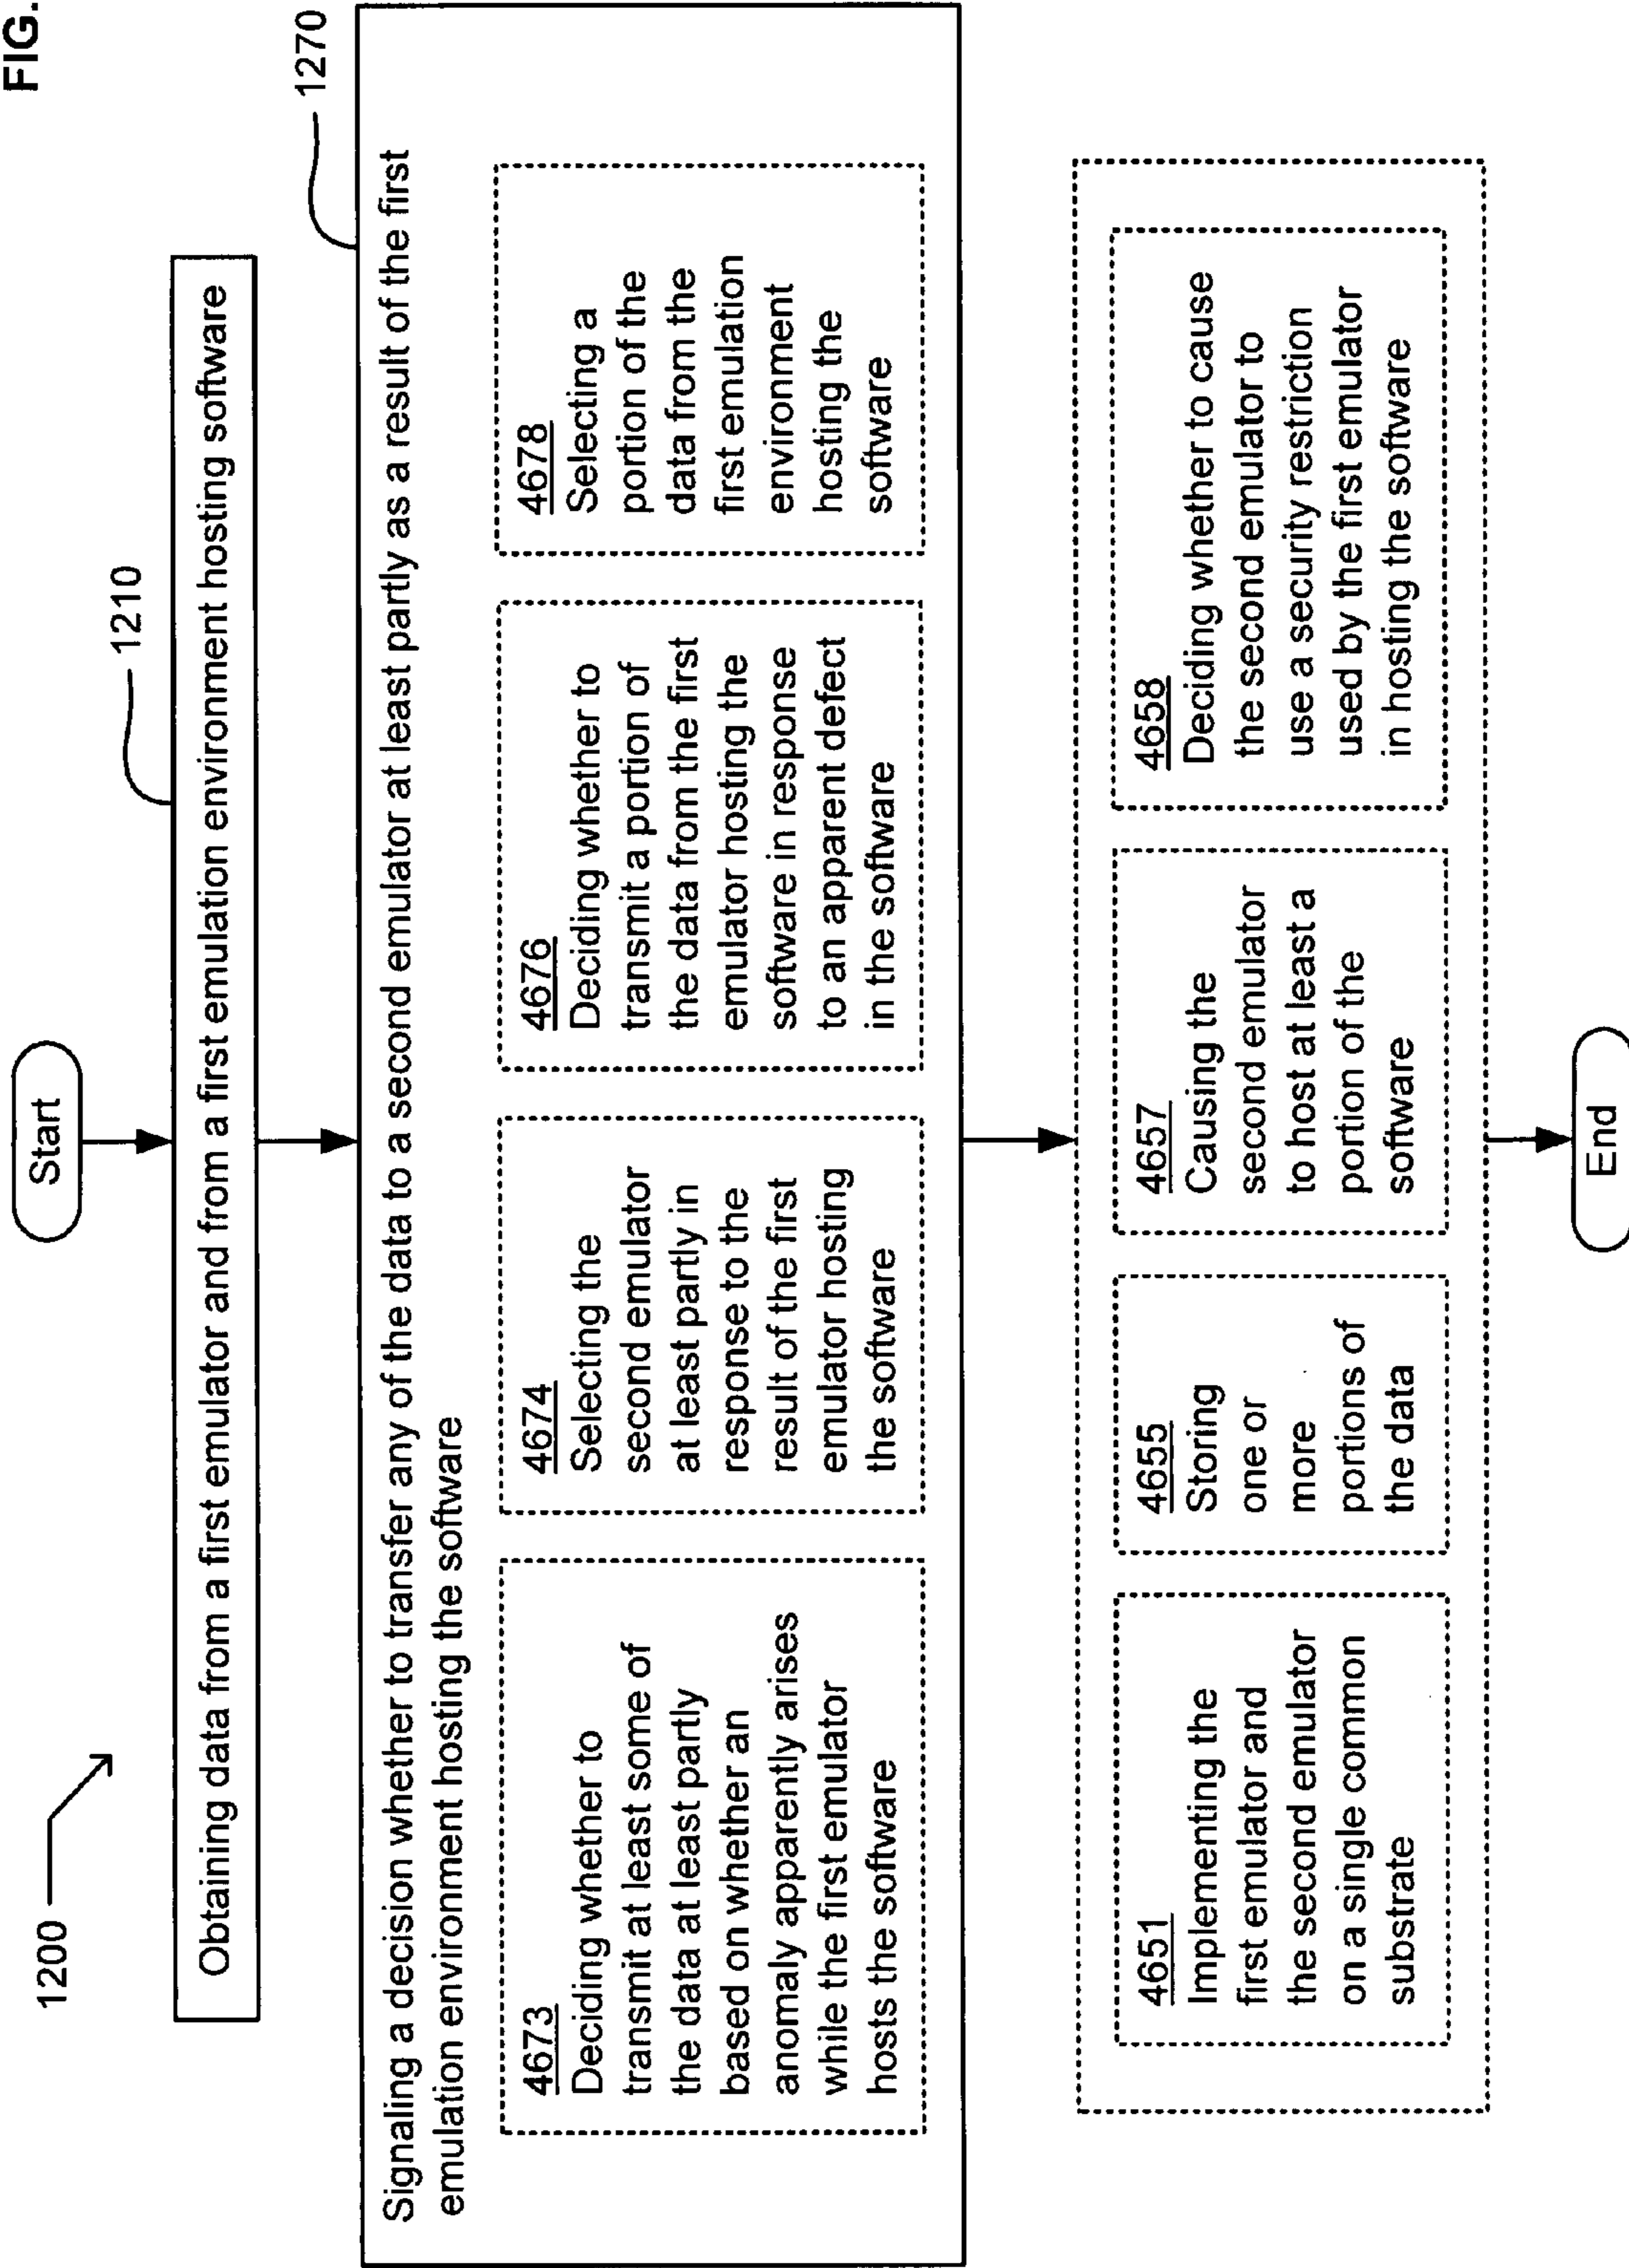 FIG.
1200
Start
1210
Obtaining data from a first emulator and from a first emulation environment hosting software
1270
Signaling a decision whether to transfer any of the data to a second emulator at least partly as a result of the first
emulation environment hosting the software
4673
Deciding whether to
transmit at least some of
the data at least partly
based on whether an
anomaly apparently arises
while the first emulator
hosts the software
4674
Selecting the
second emulator
at least partly in
response to the
result of the first
emulator hosting
the software
4676
Deciding whether to
transmit a portion of
the data from the first
emulator hosting the
software in response
to an apparent defect
in the software
4678
Selecting a
portion of the
data from the
first emulation
environment
hosting the
software
4651
Implementing the
first emulator and
the second emulator
on a single common
substrate
4655
Storing
one or
more
portions of
the data
4657
Causing the
second emulator
to host at least a
portion of the
software
4658
Deciding whether to cause
the second emulator to
use a security restriction
used by the first emulator
in hosting the software
End